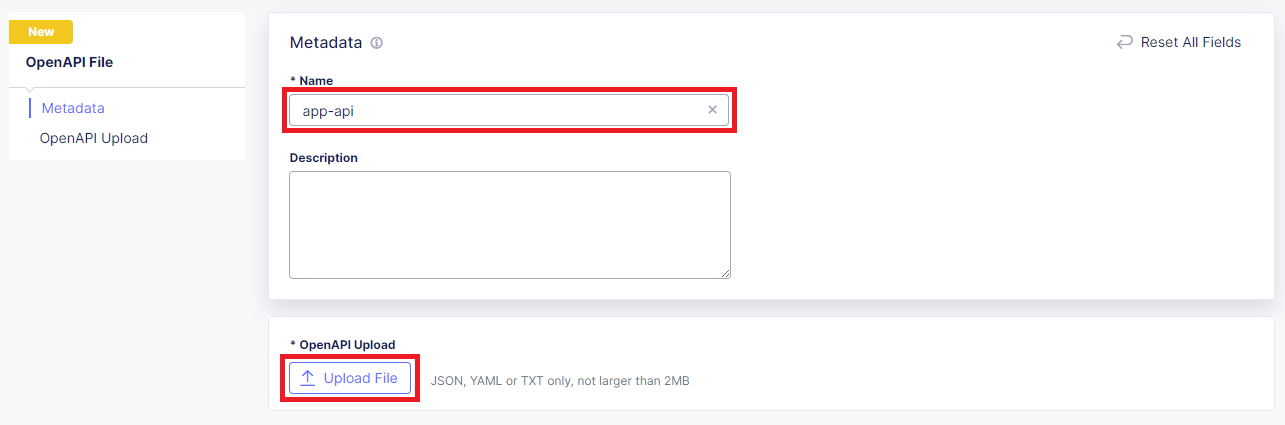 New
OpenAPI File
Metadata
OpenAPI Upload
Metadata
Reset All Fields
* Name
app-api
Description
* OpenAPI Upload
Upload File
JSON, YAML or TXT only, not larger than 2MB